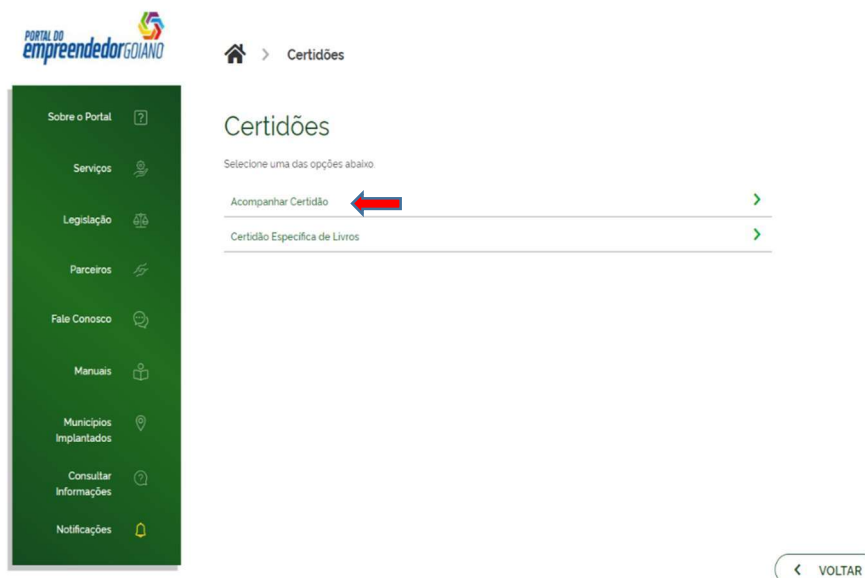 PORTAL DO
empreendedorGOIANO
Certidões
Sobre o Portal
Serviços
Legislação
Parceiros
Fale Conosco
Manuais
Municípios
Implantados
Consultar
Informações
Notificações
Certidões
Selecione uma das opções abaixo.
Acompanhar Certidão
Certidão Específica de Livros
VOLTAR